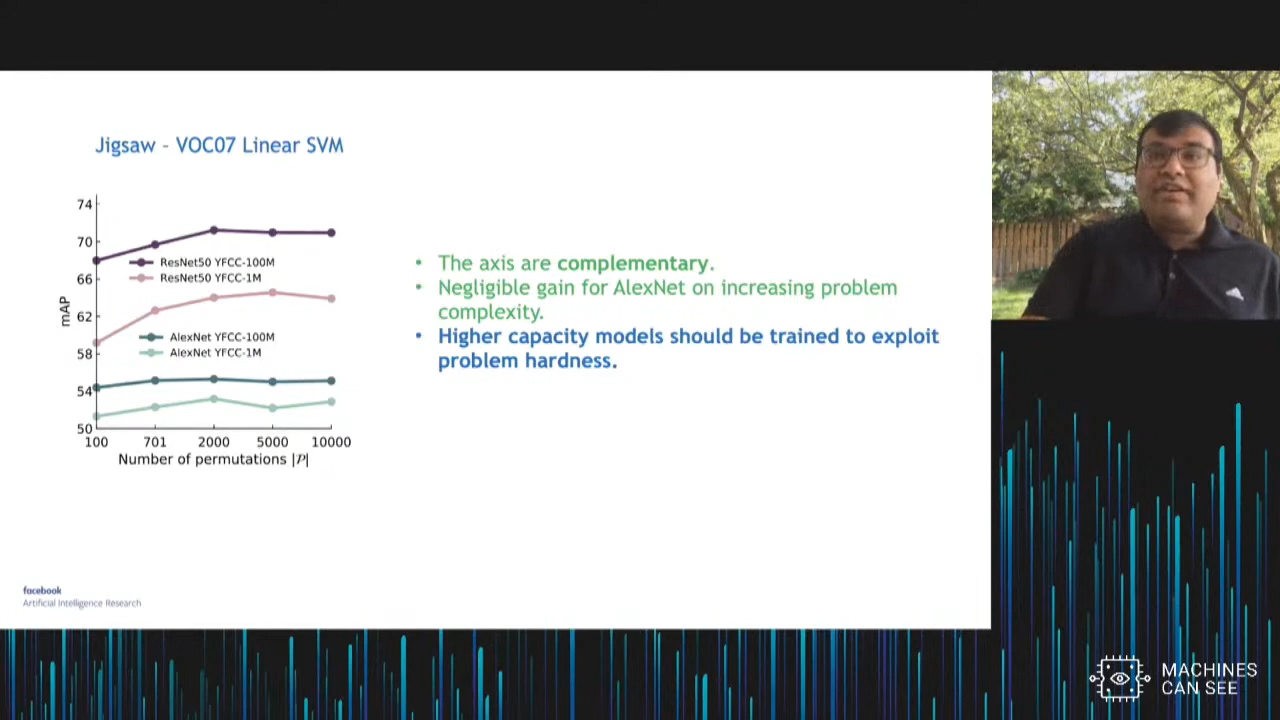 Jigsaw – VOC07 Linear SVM
74
70
66
62
58
54
50
mAP
ResNet50 YFCC-100M
ResNet50 YFCC-1M
AlexNet YFCC-100M
AlexNet YFCC-1M
100 701 2000 5000 10000
Number of permutations |P|
• The axis are complementary.
• Negligible gain for AlexNet on increasing problem
complexity.
• Higher capacity models should be trained to exploit
problem hardness.
facebook
Artificial Intelligence Research
MACHINES
CAN SEE